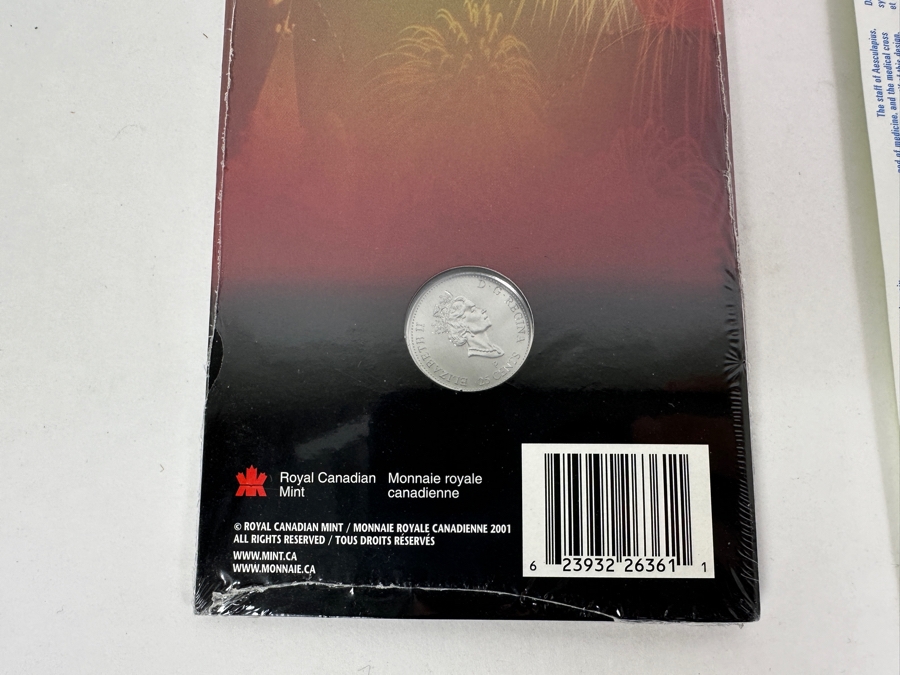 D. G. REGINA
ELIZABETH II
Royal Canadian Mint
Monnaie royale canadienne
© ROYAL CANADIAN MINT / MONNAIE ROYALE CANADIENNE 2001
ALL RIGHTS RESERVED / TOUS DROITS RÉSERVÉS
WWW.MINT.CA
WWW.MONNAIE.CA
6 23932 26361 1
The staff of Aesculapius,
and of medicine, and the medical cross